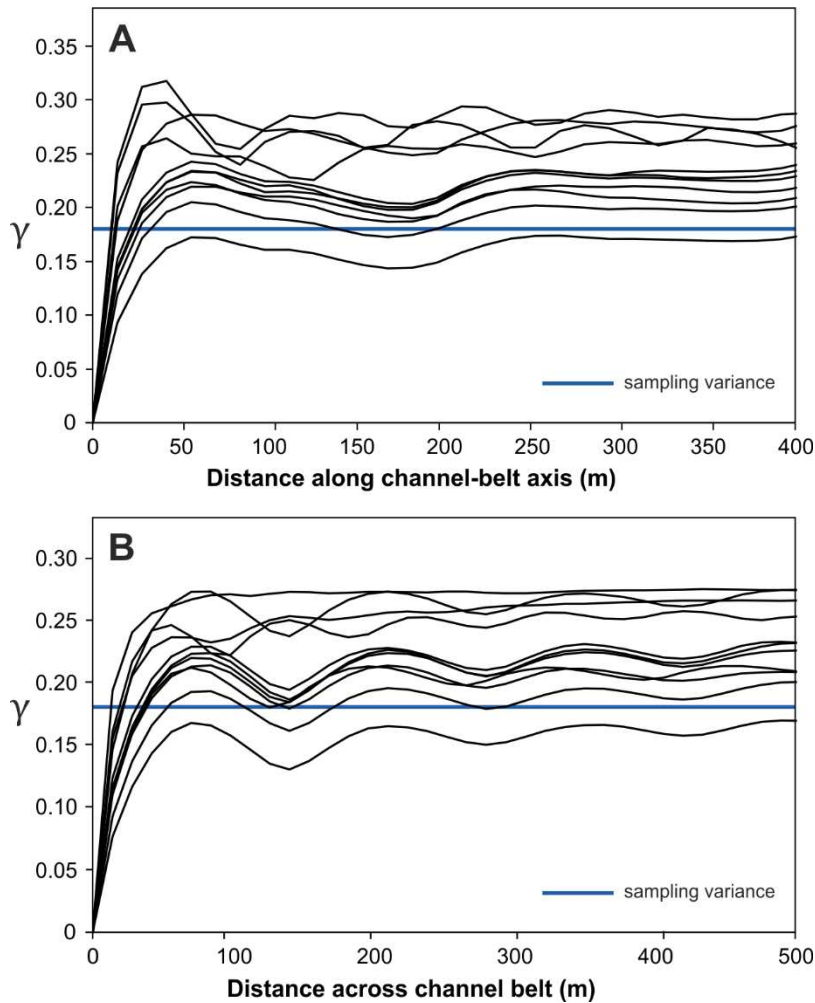 A
0.35
0.30
0.25
0.20
γ
0.15
0.10
0.05
0
sampling variance
0 50 100 150 200 250 300 350 400
Distance along channel-belt axis (m)
B
0.30
0.25
0.20
γ
0.15
0.10
0.05
0
sampling variance
0 100 200 300 400 500
Distance across channel belt (m)